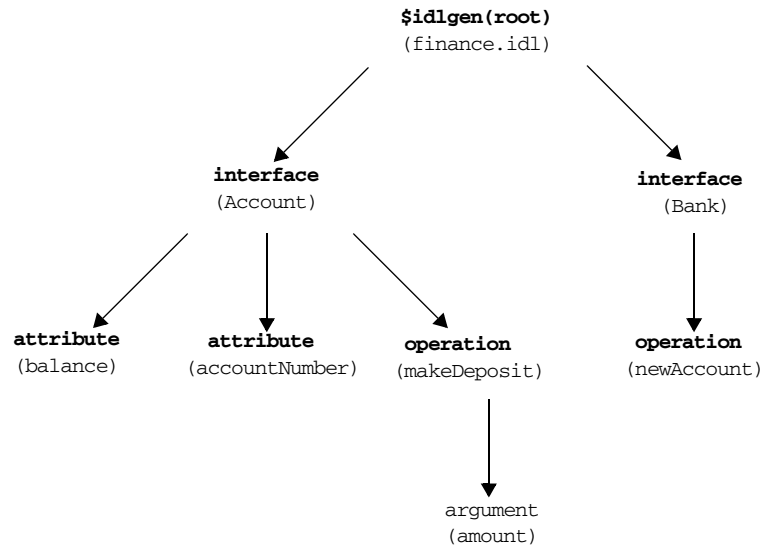 $idlgen(root)
(finance.idl)
interface
(Account)
interface
(Bank)
attribute
(balance)
attribute
(accountNumber)
operation
(makeDeposit)
operation
(newAccount)
argument
(amount)